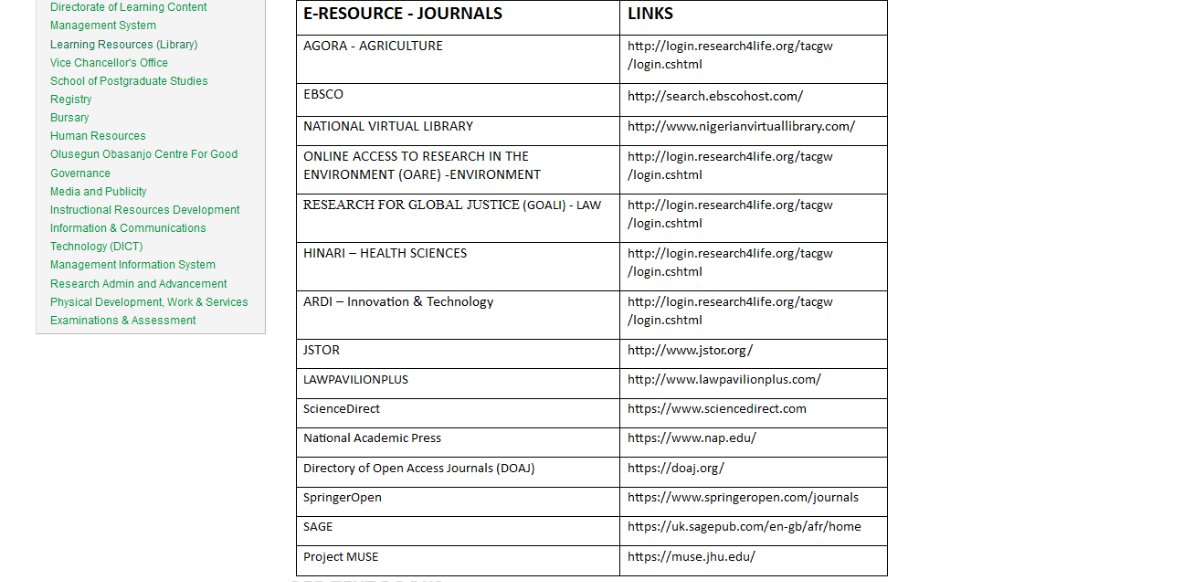 Directorate of Learning Content
Management System
Learning Resources (Library)
Vice Chancellor's Office
School of Postgraduate Studies
Registry
Bursary
Human Resources
Olusegun Obasanjo Centre For Good
Governance
Media and Publicity
Instructional Resources Development
Information & Communications
Technology (DICT)
Management Information System
Research Admin and Advancement
Physical Development, Work & Services
Examinations & Assessment
E-RESOURCE - JOURNALS LINKS
AGORA - AGRICULTURE http://login.research4life.org/tacgw
/login.cshtml
EBSCO http://search.ebscohost.com/
NATIONAL VIRTUAL LIBRARY http://www.nigerianvirtuallibrary.com/
ONLINE ACCESS TO RESEARCH IN THE http://login.research4life.org/tacgw
ENVIRONMENT (OARE) -ENVIRONMENT /login.cshtml
RESEARCH FOR GLOBAL JUSTICE (GOALI) - LAW http://login.research4life.org/tacgw
/login.cshtml
HINARI – HEALTH SCIENCES http://login.research4life.org/tacgw
/login.cshtml
ARDI – Innovation & Technology http://login.research4life.org/tacgw
/login.cshtml
JSTOR http://www.jstor.org/
LAWPAVILIONPLUS http://www.lawpavilionplus.com/
ScienceDirect https://www.sciencedirect.com
National Academic Press https://www.nap.edu/
Directory of Open Access Journals (DOAJ) https://doaj.org/
SpringerOpen https://www.springeropen.com/journals
SAGE https://uk.sagepub.com/en-gb/afr/home
Project MUSE https://muse.jhu.edu/